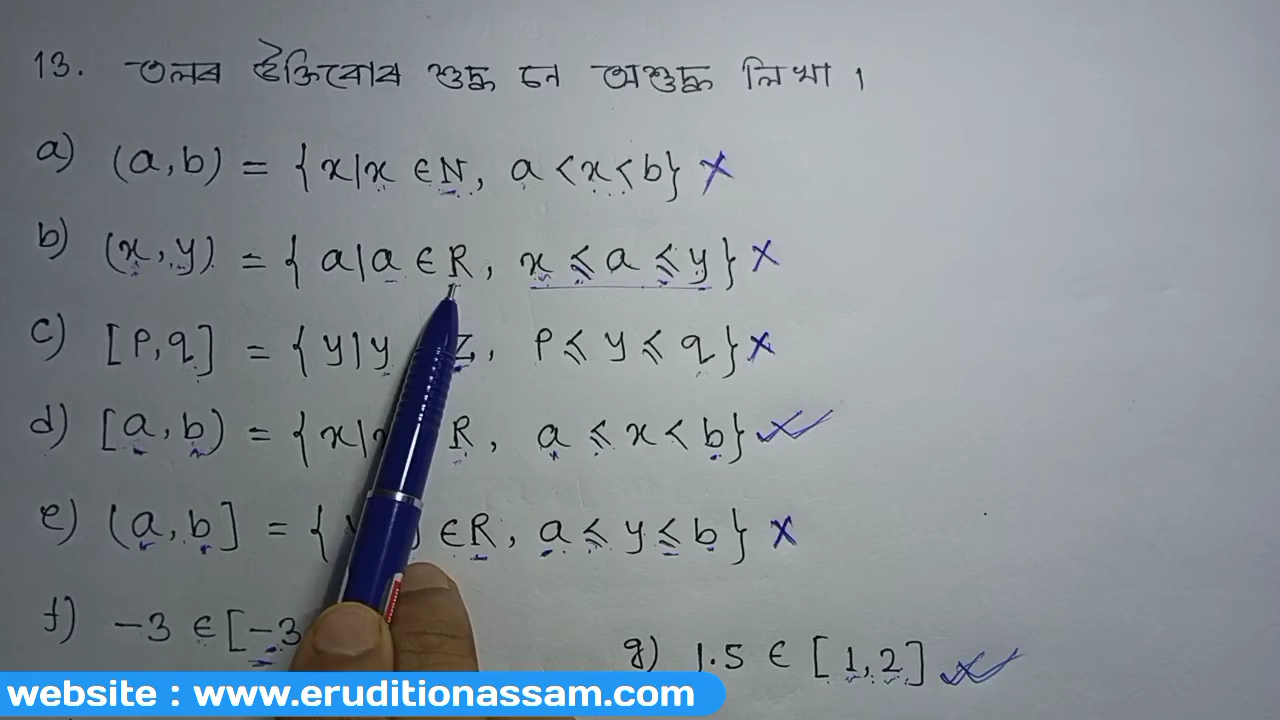 13. তলৰ উক্তিবোৰ শুদ্ধ নে অশুদ্ধ লিখা ।
a) (a, b) = { x | x ∈ N, a < x < b } ×
b) (x, y) = { a | a ∈ R, x ≤ a ≤ y } ×
c) [P, q] = { y | y Z, P ≤ y ≤ q } ×
d) [a, b) = { x | x R, a ≤ x < b } ✓
e) (a, b] = { ∈ R, a ≤ y ≤ b } ×
f) -3 ∈ [-3
g) 1.5 ∈ [1, 2] ✓
website : www.eruditionassam.com